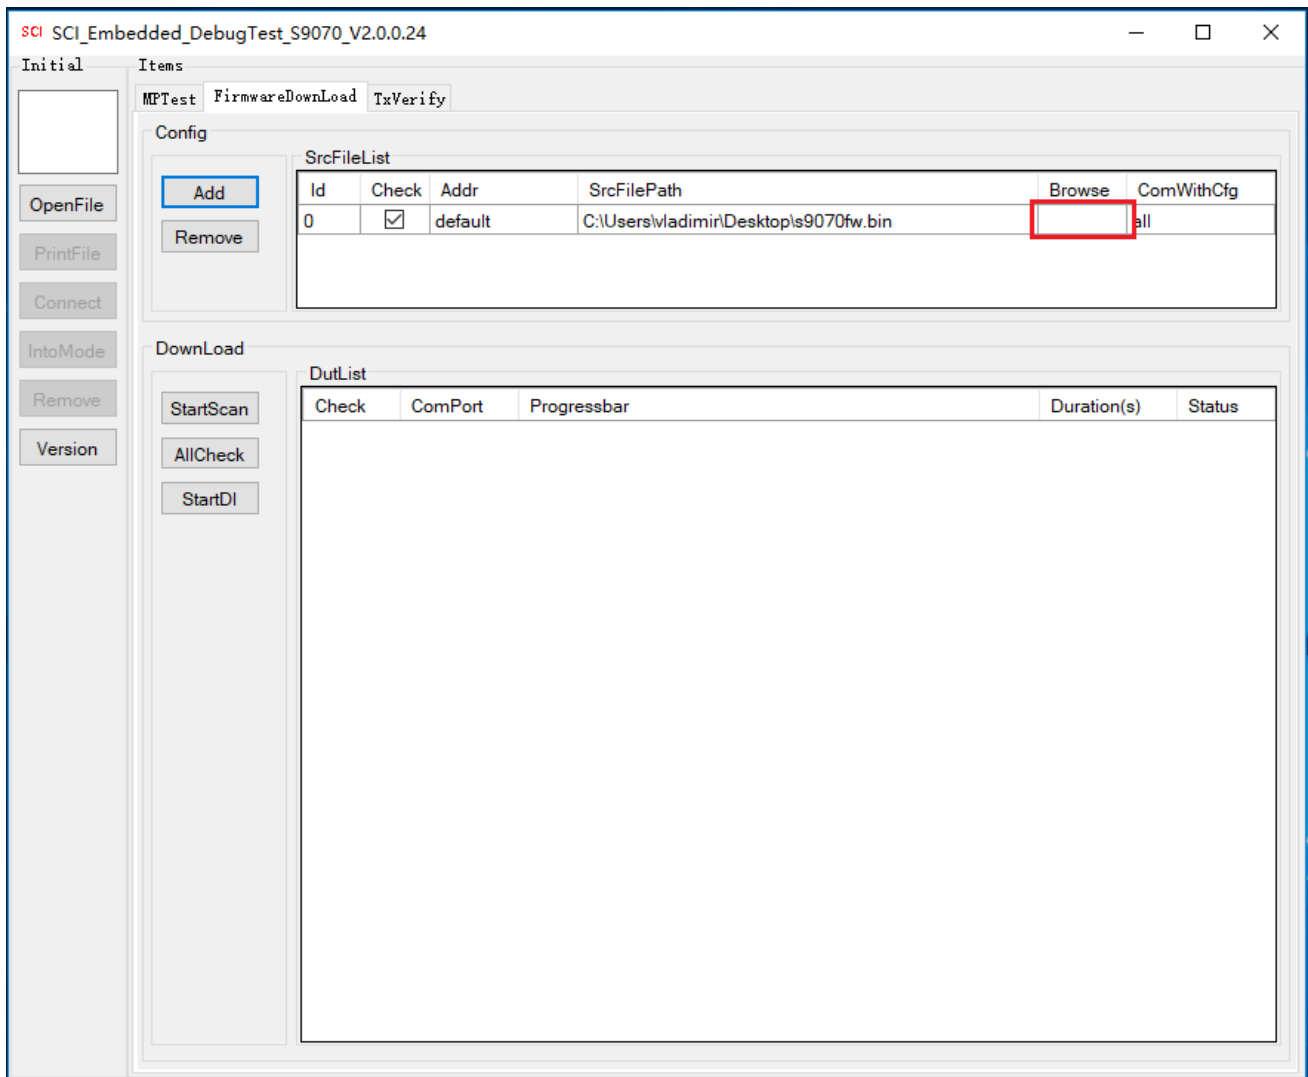 SCI SCI_Embedded_DebugTest_S9070_V2.0.0.24
Initial
Items
MPTest FirmwareDownLoad TxVerify
Config
SrcFileList
Add
Remove
Id Check Addr SrcFilePath Browse ComWithCfg
0 default C:\Users\vladimir\Desktop\s9070fw.bin all
OpenFile
PrintFile
Connect
IntoMode
Remove
Version
DownLoad
DutList
StartScan
AllCheck
StartDl
Check ComPort Progressbar Duration(s) Status